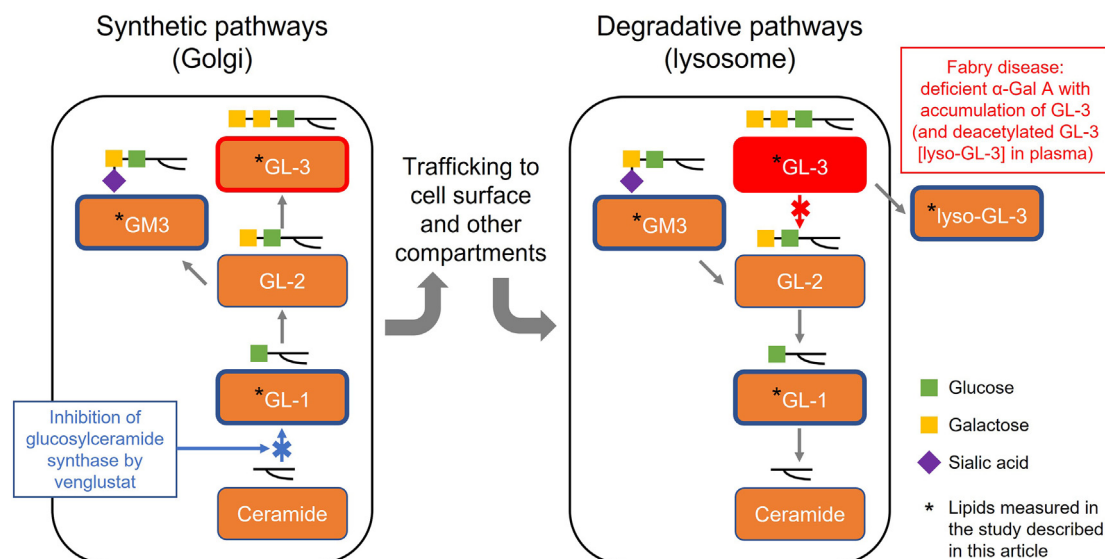 Synthetic pathways
(Golgi)
*GL-3
*GM3
GL-2
*GL-1
Inhibition of
glucosylceramide
synthase by
venglustat
Ceramide
Trafficking to
cell surface
and other
compartments
Degradative pathways
(lysosome)
*GL-3
*GM3
GL-2
*GL-1
Ceramide
Fabry disease:
deficient α-Gal A with
accumulation of GL-3
(and deacetylated GL-3
[lyso-GL-3] in plasma)
*lyso-GL-3
Glucose
Galactose
Sialic acid
* Lipids measured in
the study described
in this article